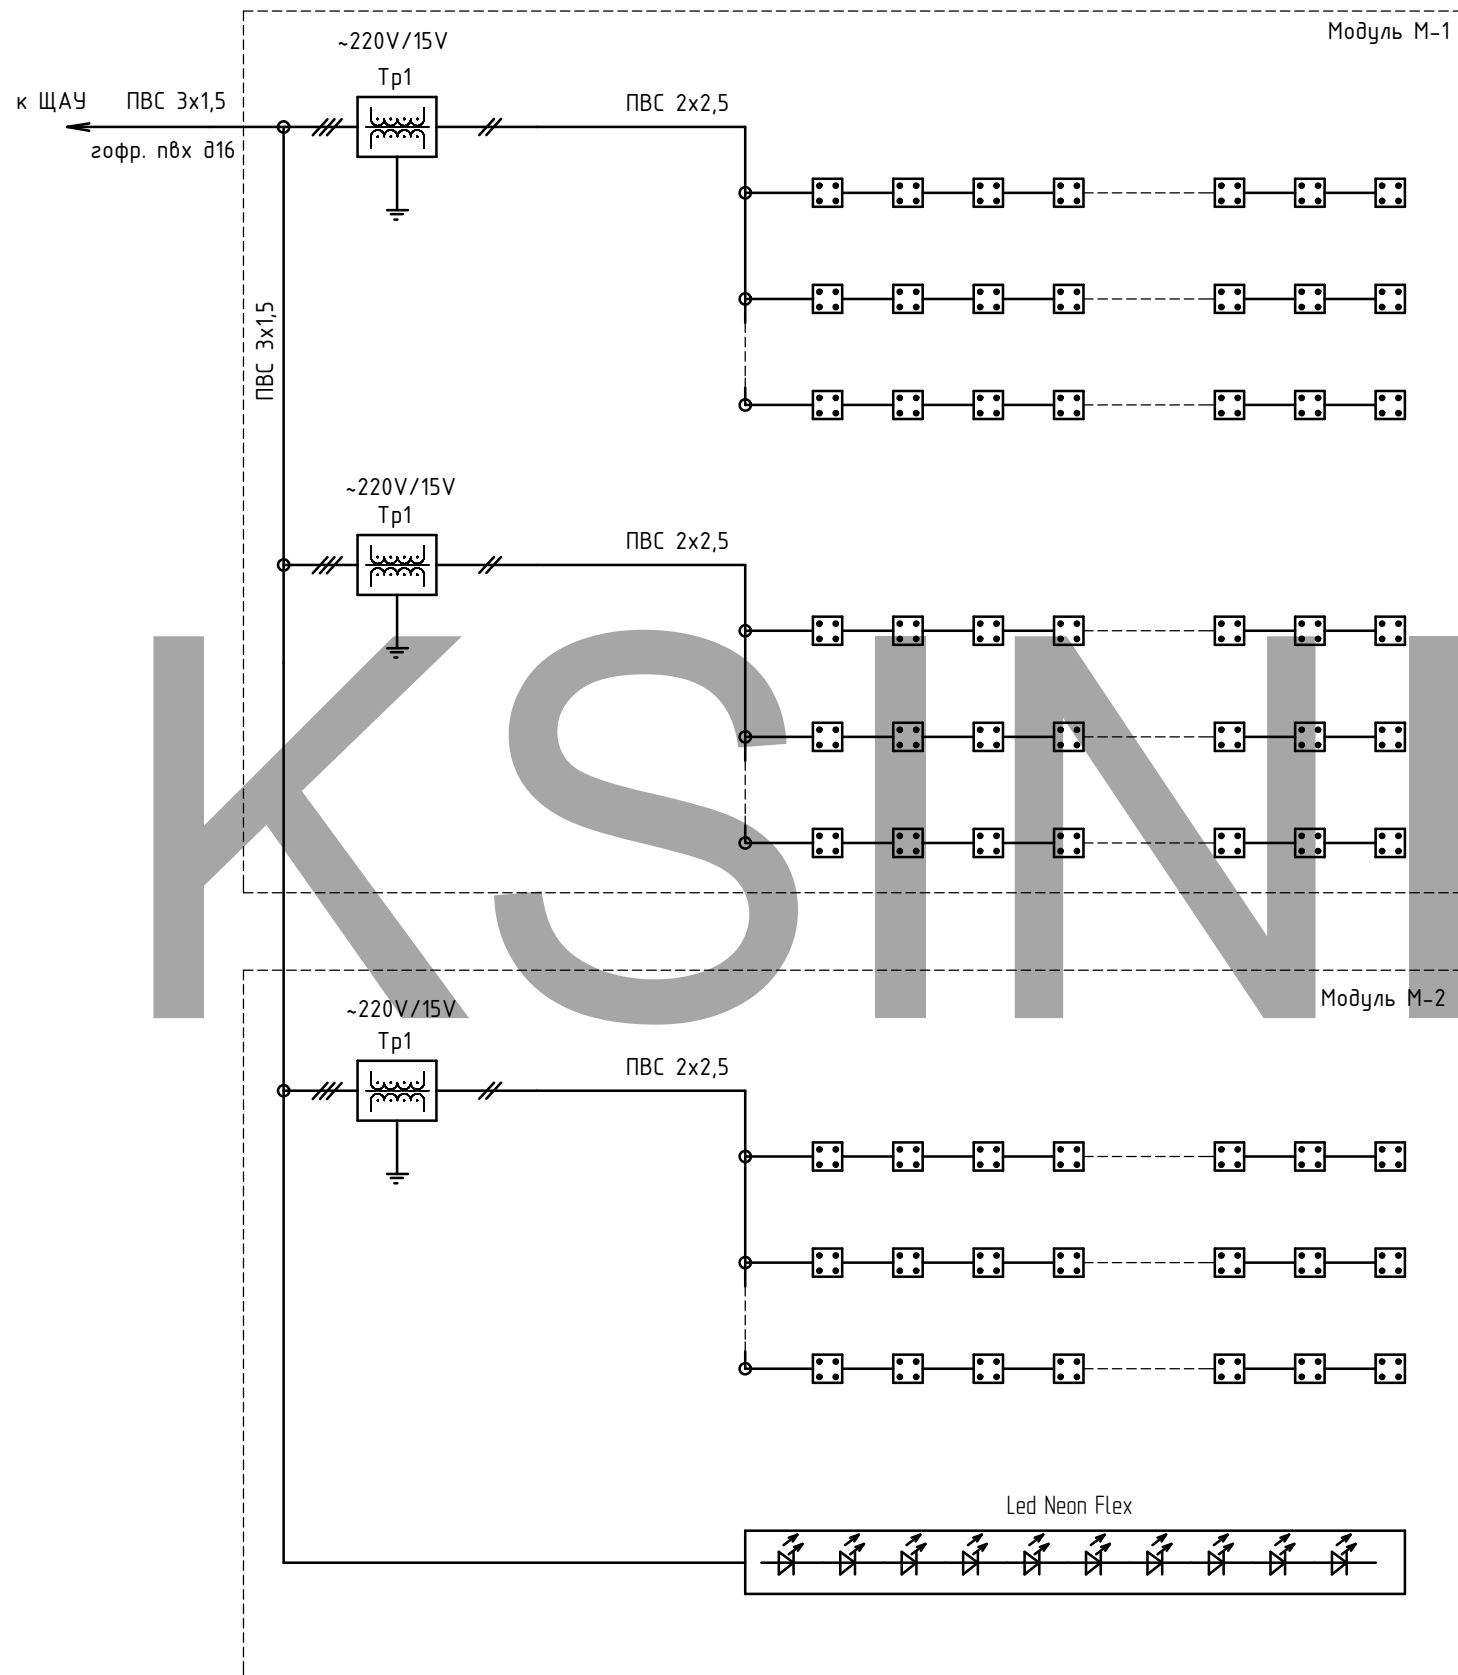 Модуль М-1
~220V/15V
Тр1
к ЩАУ ПВС 3х1,5
ПВС 2х2,5
гофр. пвх д16
ПВС 3х1,5
~220V/15V
Тр1
ПВС 2х2,5
KSINI
Модуль М-2
~220V/15V
Тр1
ПВС 2х2,5
Led Neon Flex